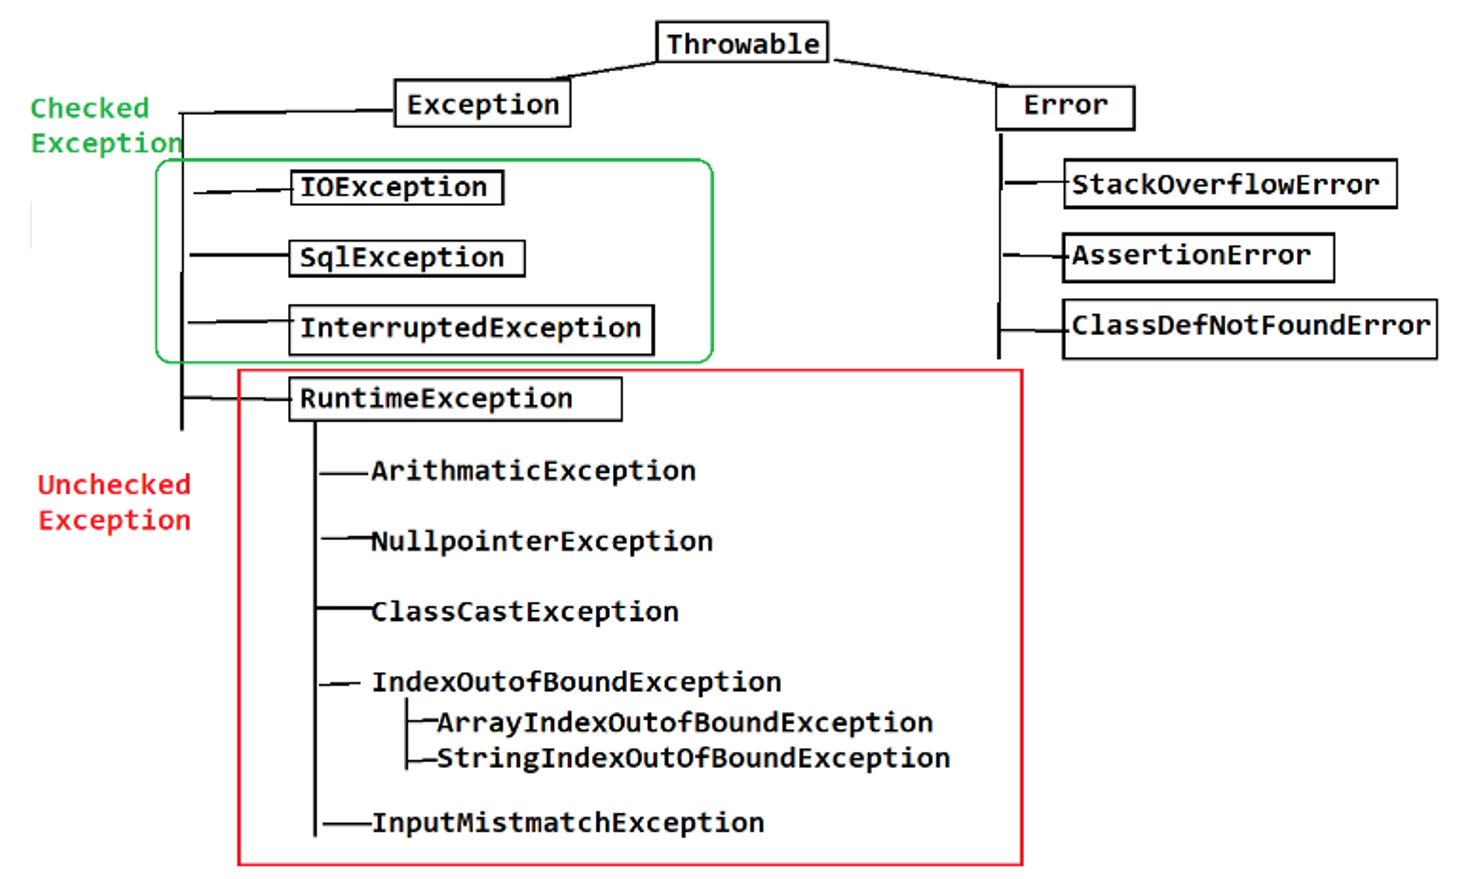 Throwable
Exception
Error
Checked
Exception
IOException
StackOverflowError
SqlException
AssertionError
InterruptedException
ClassDefNotFoundError
RuntimeException
ArithmaticException
Unchecked
Exception
NullpointerException
ClassCastException
IndexOutofBoundException
ArrayIndexOutofBoundException
StringIndexOutOfBoundException
InputMistmatchException